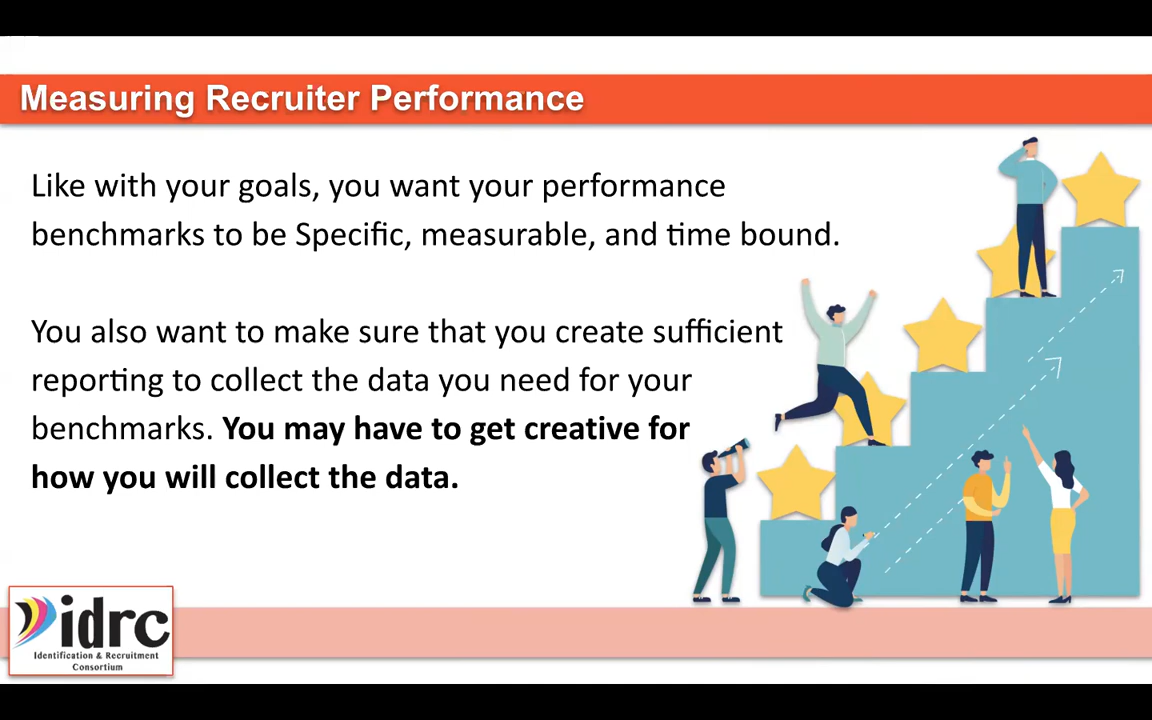 Measuring Recruiter Performance
Like with your goals, you want your performance
benchmarks to be Specific, measurable, and time bound.
You also want to make sure that you create sufficient
reporting to collect the data you need for your
benchmarks. You may have to get creative for
how you will collect the data.
idrc
Identification & Recruitment
Consortium